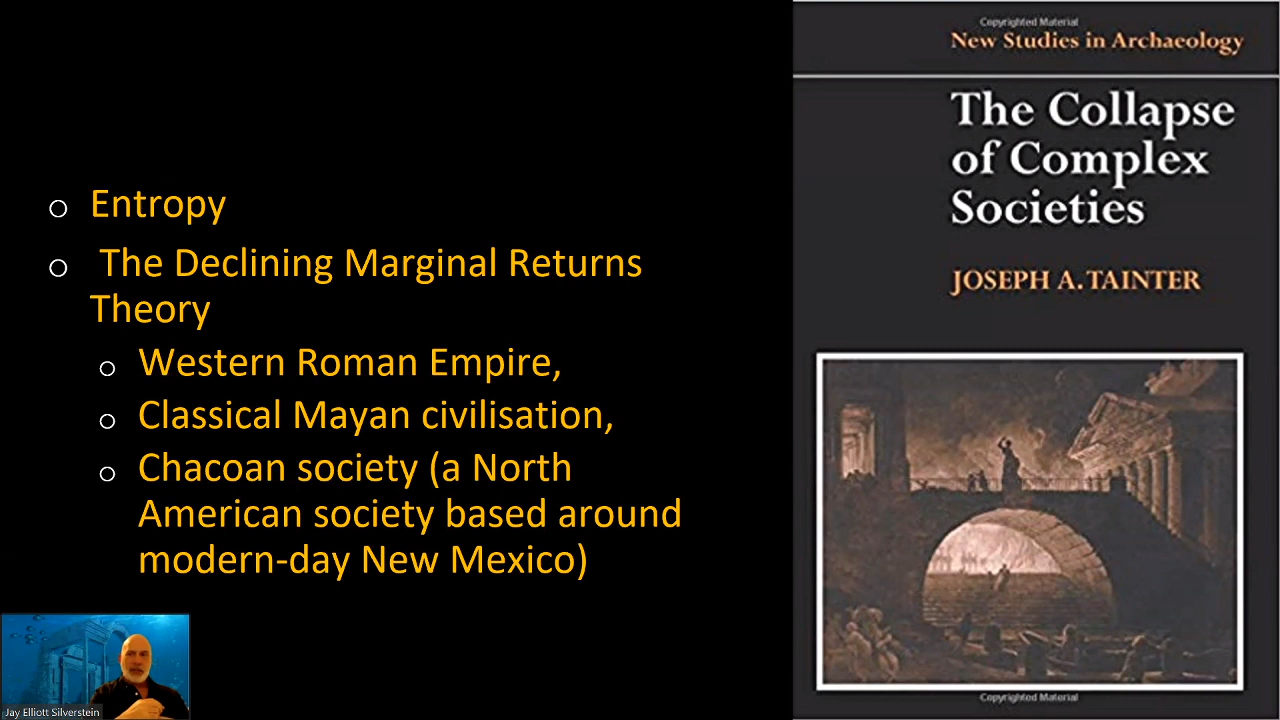 Entropy
The Declining Marginal Returns
Theory
Western Roman Empire,
Classical Mayan civilisation,
Chacoan society (a North
American society based around
modern-day New Mexico)
Copyrighted Material
New Studies in Archaeology
The Collapse
of Complex
Societies
JOSEPH A. TAINTER
Copyrighted Material
Jay Elliott Silverstein